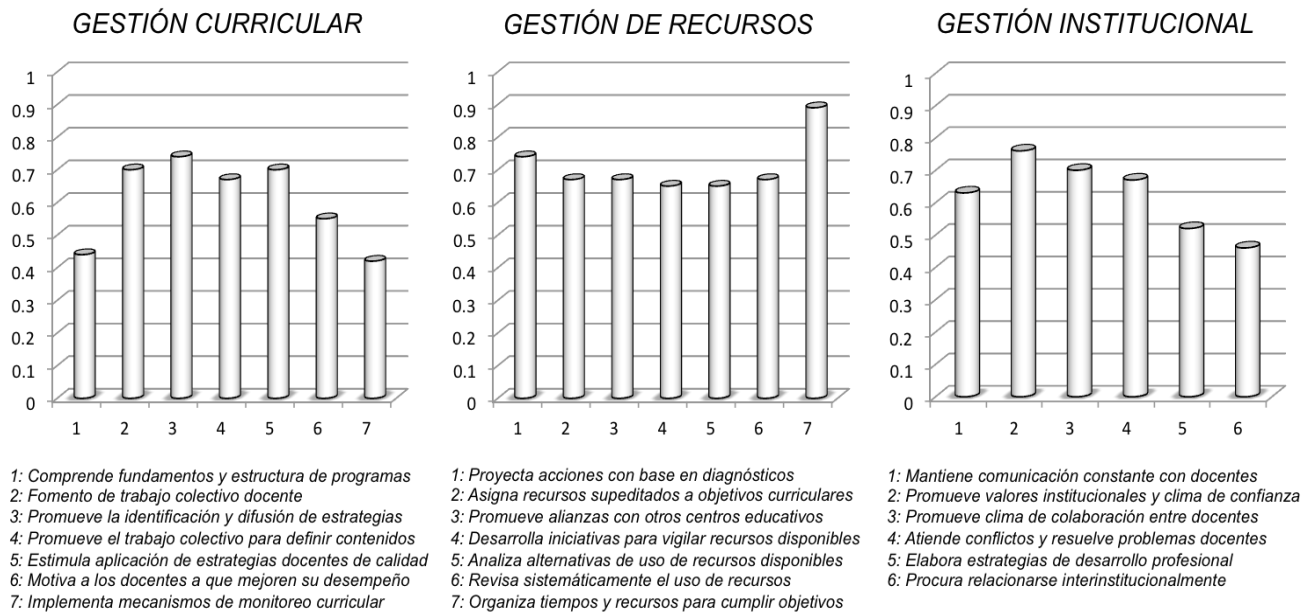 GESTIÓN CURRICULAR
1
0.9
0.8
0.7
0.6
0.5
0.4
0.3
0.2
0.1
0
1 2 3 4 5 6 7
1: Comprende fundamentos y estructura de programas
2: Fomento de trabajo colectivo docente
3: Promueve la identificación y difusión de estrategias
4: Promueve el trabajo colectivo para definir contenidos
5: Estimula aplicación de estrategias docentes de calidad
6: Motiva a los docentes a que mejoren su desempeño
7: Implementa mecanismos de monitoreo curricular
GESTIÓN DE RECURSOS
1
0.9
0.8
0.7
0.6
0.5
0.4
0.3
0.2
0.1
0
1 2 3 4 5 6 7
1: Proyecta acciones con base en diagnósticos
2: Asigna recursos supeditados a objetivos curriculares
3: Promueve alianzas con otros centros educativos
4: Desarrolla iniciativas para vigilar recursos disponibles
5: Analiza alternativas de uso de recursos disponibles
6: Revisa sistemáticamente el uso de recursos
7: Organiza tiempos y recursos para cumplir objetivos
GESTIÓN INSTITUCIONAL
1
0.9
0.8
0.7
0.6
0.5
0.4
0.3
0.2
0.1
0
1 2 3 4 5 6
1: Mantiene comunicación constante con docentes
2: Promueve valores institucionales y clima de confianza
3: Promueve clima de colaboración entre docentes
4: Atiende conflictos y resuelve problemas docentes
5: Elabora estrategias de desarrollo profesional
6: Procura relacionarse interinstitucionalmente